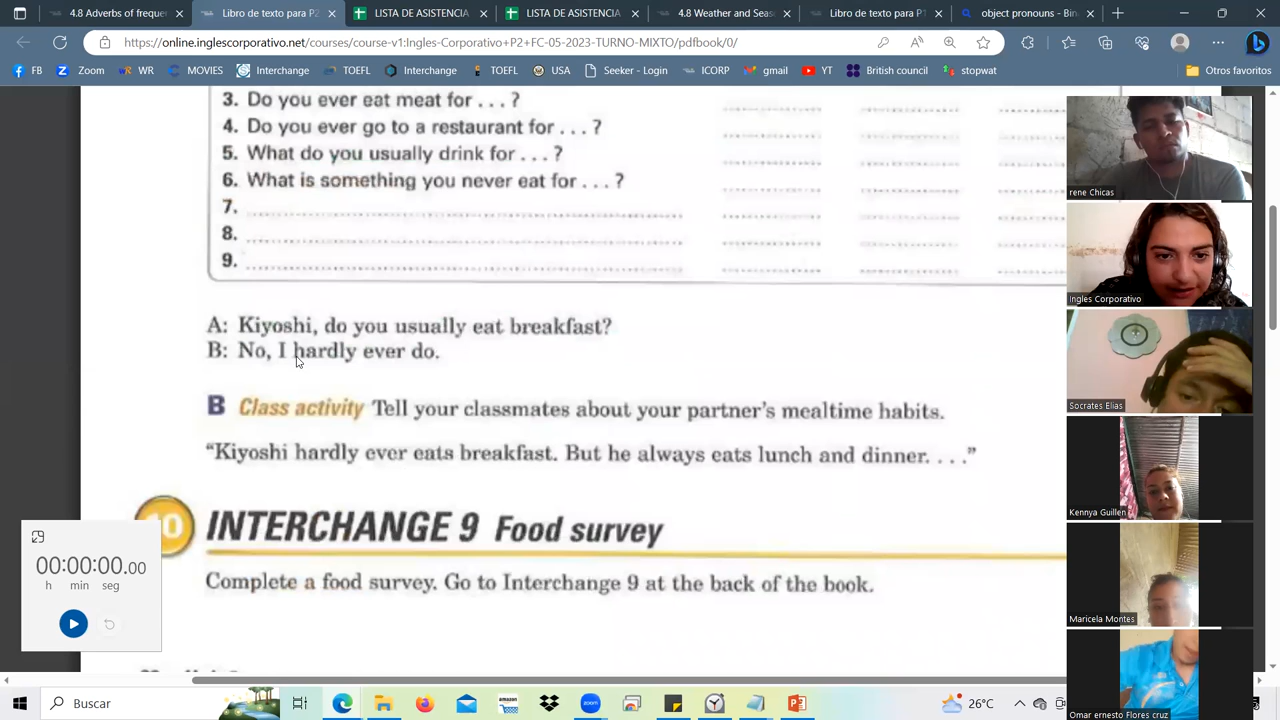 4.8 Weather and Seas
Libro de texto para P2
LISTA DE ASISTENCIA
LISTA DE ASISTENCIA
4.8 Weather and Seas
Libro de texto para P1
object pronouns - Bin
https://online.inglescorporativo.net/courses/course-v1:Ingles-Corporativo+P2+FC-05-2023-TURNO-MIXTO/pdfbook/0/
FB Zoom WR MOVIES Interchange TOEFL Interchange TOEFL USA Seeker - Login ICORP gmail YT British council stopwat Otros favoritos
3. Do you ever eat meat for . . . ?
4. Do you ever go to a restaurant for . . . ?
5. What do you usually drink for . . . ?
6. What is something you never eat for . . . ?
7.
8.
9.
A: Kiyoshi, do you usually eat breakfast?
B: No, I hardly ever do.
B Class activity Tell your classmates about your partner's mealtime habits.
"Kiyoshi hardly ever eats breakfast. But he always eats lunch and dinner. . . ."
10 INTERCHANGE 9 Food survey
Complete a food survey. Go to Interchange 9 at the back of the book.
00:00:00.00
h min seg
rene Chicas
Ingles Corporativo
Socrates Elias
Kennya Guillen
Maricela Montes
Omar ernesto Flores cruz
Buscar
26°C